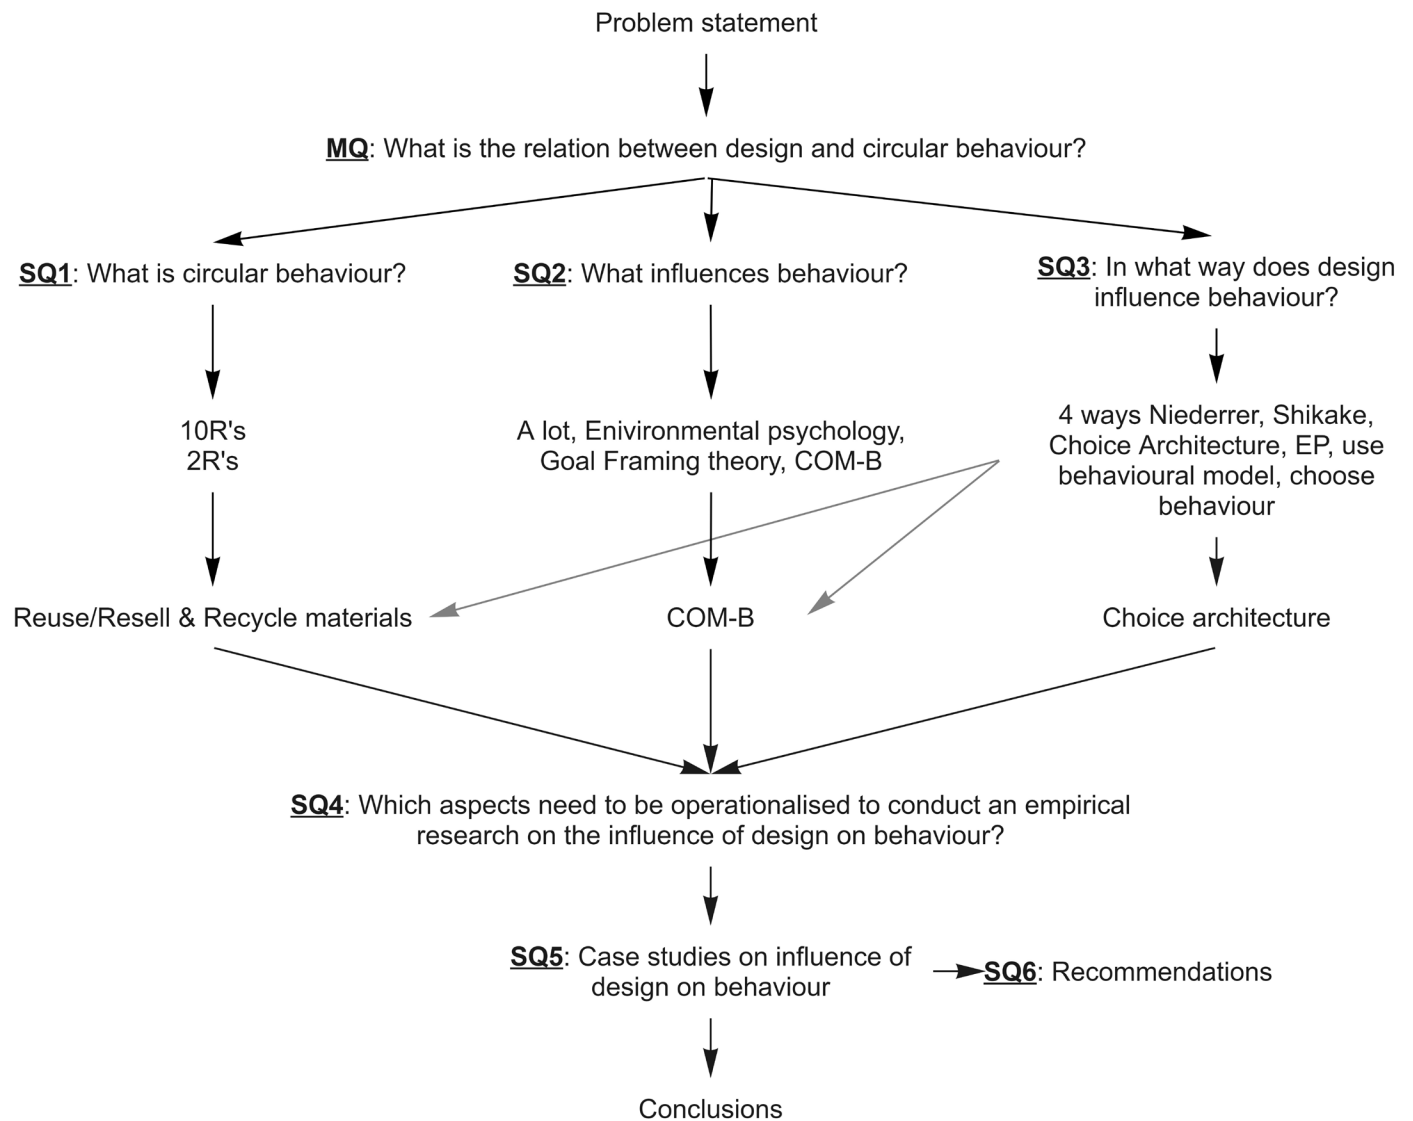 Problem statement
MQ: What is the relation between design and circular behaviour?
SQ1: What is circular behaviour?
SQ2: What influences behaviour?
SQ3: In what way does design
influence behaviour?
10R's
2R's
A lot, Enivironmental psychology,
Goal Framing theory, COM-B
4 ways Niederrer, Shikake,
Choice Architecture, EP, use
behavioural model, choose
behaviour
Reuse/Resell & Recycle materials
COM-B
Choice architecture
SQ4: Which aspects need to be operationalised to conduct an empirical
research on the influence of design on behaviour?
SQ5: Case studies on influence of
design on behaviour
SQ6: Recommendations
Conclusions